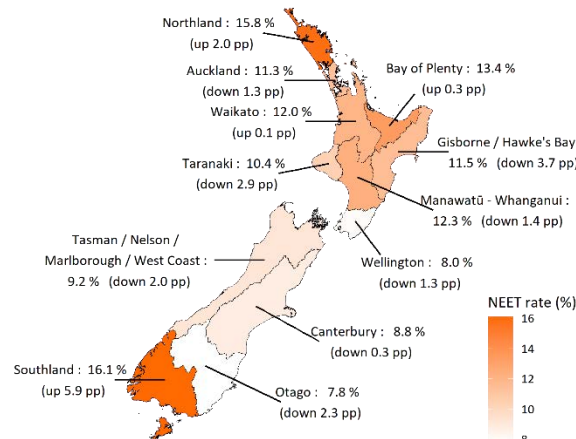 Northland : 15.8 %
(up 2.0 pp)
Auckland : 11.3 %
(down 1.3 pp)
Waikato : 12.0 %
(up 0.1 pp)
Taranaki : 10.4 %
(down 2.9 pp)
Bay of Plenty : 13.4 %
(up 0.3 pp)
Gisborne / Hawke's Bay :
11.5 % (down 3.7 pp)
Manawatū - Whanganui :
12.3 % (down 1.4 pp)
Wellington : 8.0 %
(down 1.3 pp)
Tasman / Nelson /
Marlborough / West Coast :
9.2 % (down 2.0 pp)
Canterbury : 8.8 %
(down 0.3 pp)
Southland : 16.1 %
(up 5.9 pp)
Otago : 7.8 %
(down 2.3 pp)
NEET rate (%)
16
14
12
10